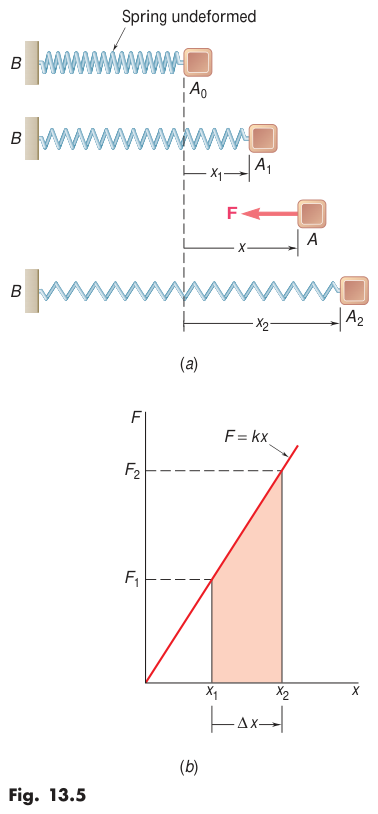 Spring undeformed
B
A₀
B
x₁
A₁
F
x
A
B
x₂
A₂
(a)
F
F = kx
F₂
F₁
x₁ x₂ x
Δx
(b)
Fig. 13.5